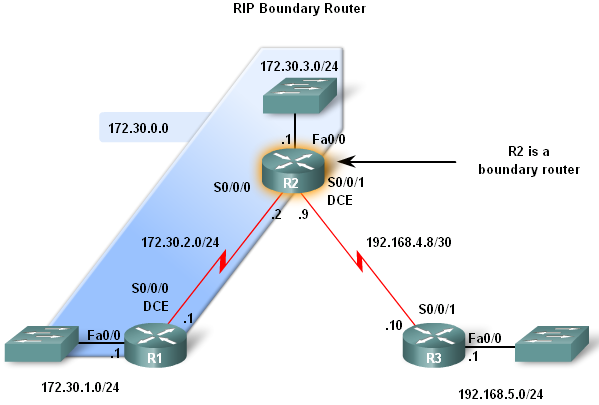 RIP Boundary Router
172.30.3.0/24
172.30.0.0
.1
Fa0/0
R2 is a
boundary router
R2
S0/0/0
S0/0/1
DCE
.2
.9
172.30.2.0/24
192.168.4.8/30
S0/0/0
DCE
.1
S0/0/1
.10
Fa0/0
.1
R1
R3
Fa0/0
.1
172.30.1.0/24
192.168.5.0/24